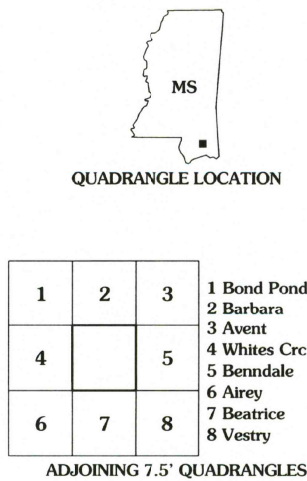 MS
QUADRANGLE LOCATION
1 2 3
4 5
6 7 8
1 Bond Pond
2 Barbara
3 Avent
4 Whites Crc
5 Benndale
6 Airey
7 Beatrice
8 Vestry
ADJOINING 7.5' QUADRANGLES